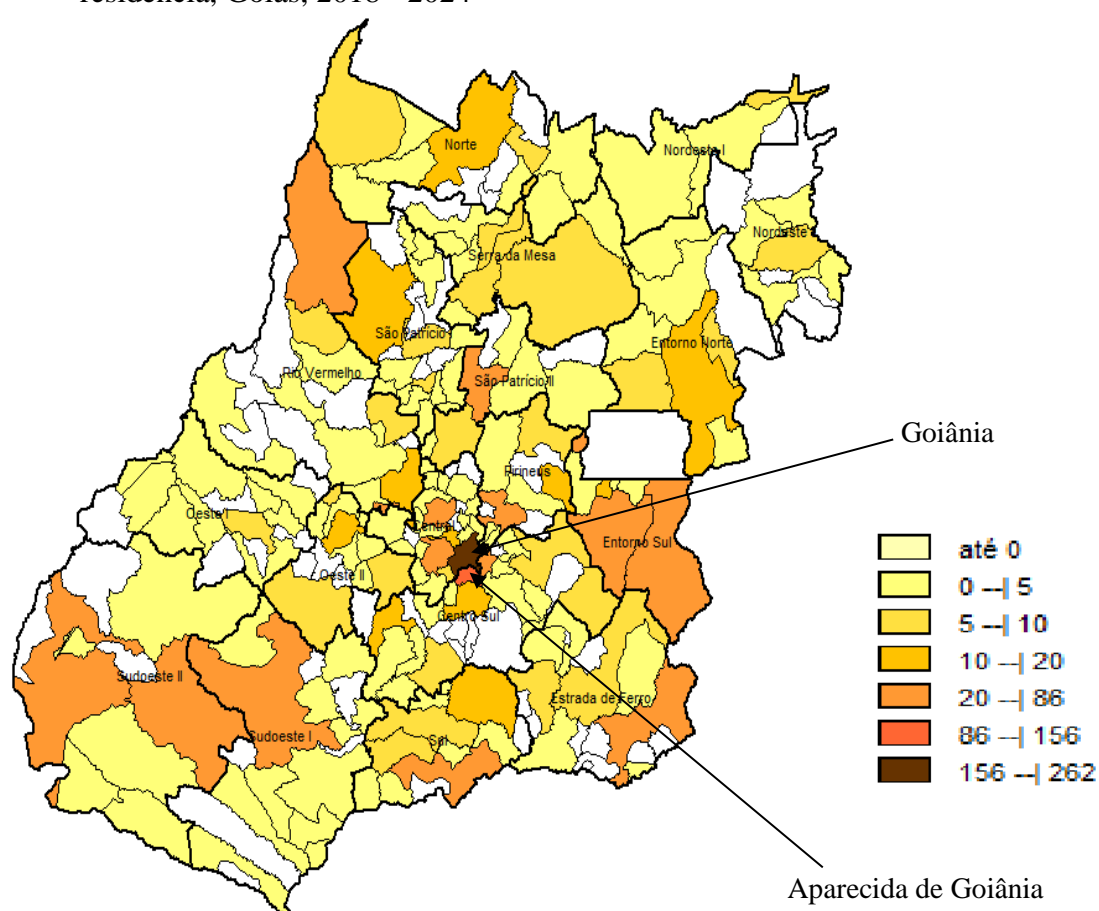 residência, Goiás, 2018 - 2024
Norte
Nordeste I
Nordeste
Serra da Mesa
São Patrício
Entorno Norte
Rio Vermelho
São Patrício II
Goiânia
Pirineus
Oeste I
Central
Entorno Sul
Oeste II
Centro Sul
Sudoeste II
Estrada de Ferro
Sudoeste I
Sul
até 0
0 --| 5
5 --| 10
10 --| 20
20 --| 86
86 --| 156
156 --| 262
Aparecida de Goiânia